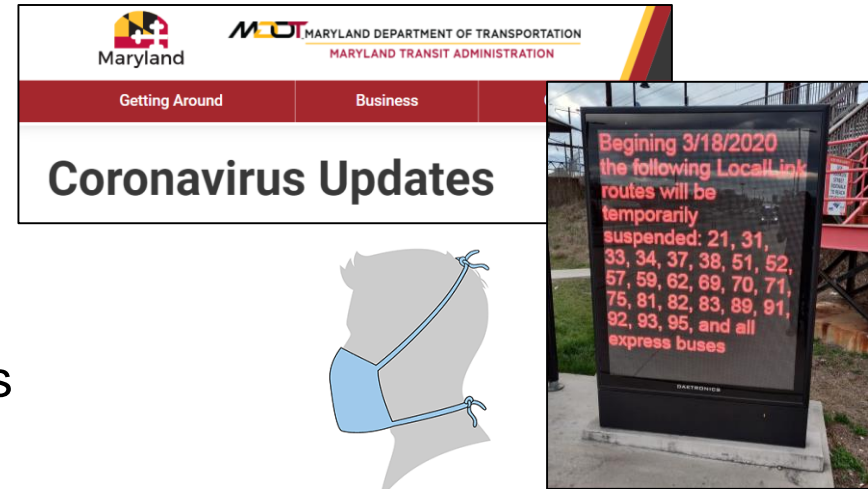 Maryland
MDOT MARYLAND DEPARTMENT OF TRANSPORTATION
MARYLAND TRANSIT ADMINISTRATION
Getting Around
Business
Coronavirus Updates
Begining 3/18/2020
the following LocalLink
routes will be
temporarily
suspended: 21, 31,
33, 34, 37, 38, 51, 52,
57, 59, 62, 69, 70, 71,
75, 81, 82, 83, 89, 91,
92, 93, 95, and all
express buses
DAKTRONICS
s